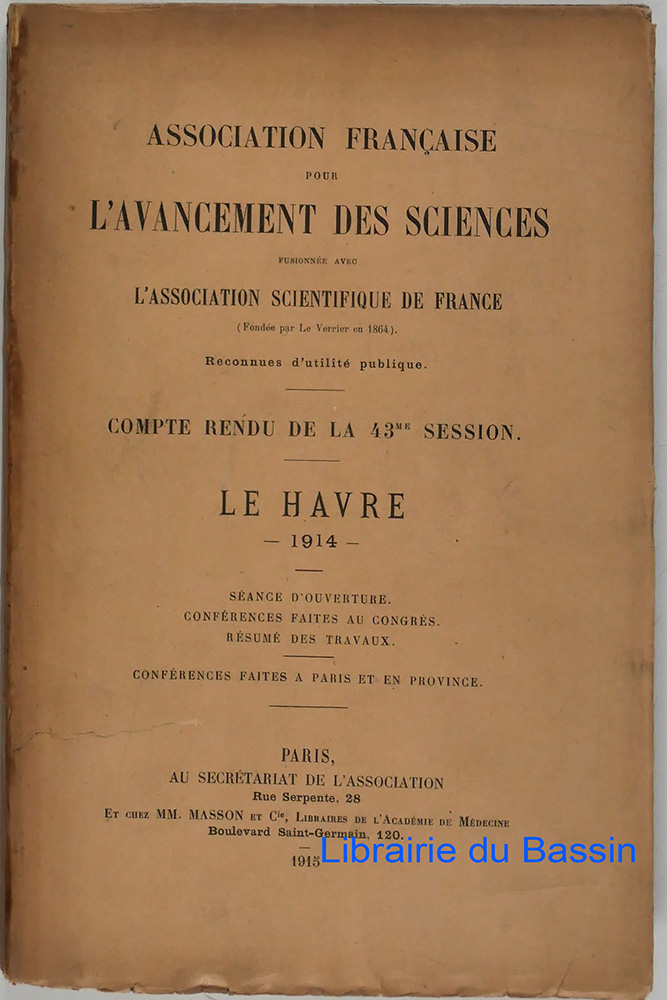 ASSOCIATION FRANÇAISE
POUR
L'AVANCEMENT DES SCIENCES
FUSIONNÉE AVEC
L'ASSOCIATION SCIENTIFIQUE DE FRANCE
(Fondée par Le Verrier en 1864).
Reconnues d'utilité publique.
COMPTE RENDU DE LA 43ME SESSION.
LE HAVRE
— 1914 —
SÉANCE D'OUVERTURE.
CONFÉRENCES FAITES AU CONGRÈS.
RÉSUMÉ DES TRAVAUX.
CONFÉRENCES FAITES A PARIS ET EN PROVINCE.
PARIS,
AU SECRÉTARIAT DE L'ASSOCIATION
Rue Serpente, 28
ET CHEZ MM. MASSON ET Cie, LIBRAIRES DE L'ACADÉMIE DE MÉDECINE
Boulevard Saint-Germain, 120.
1915
Librairie du Bassin